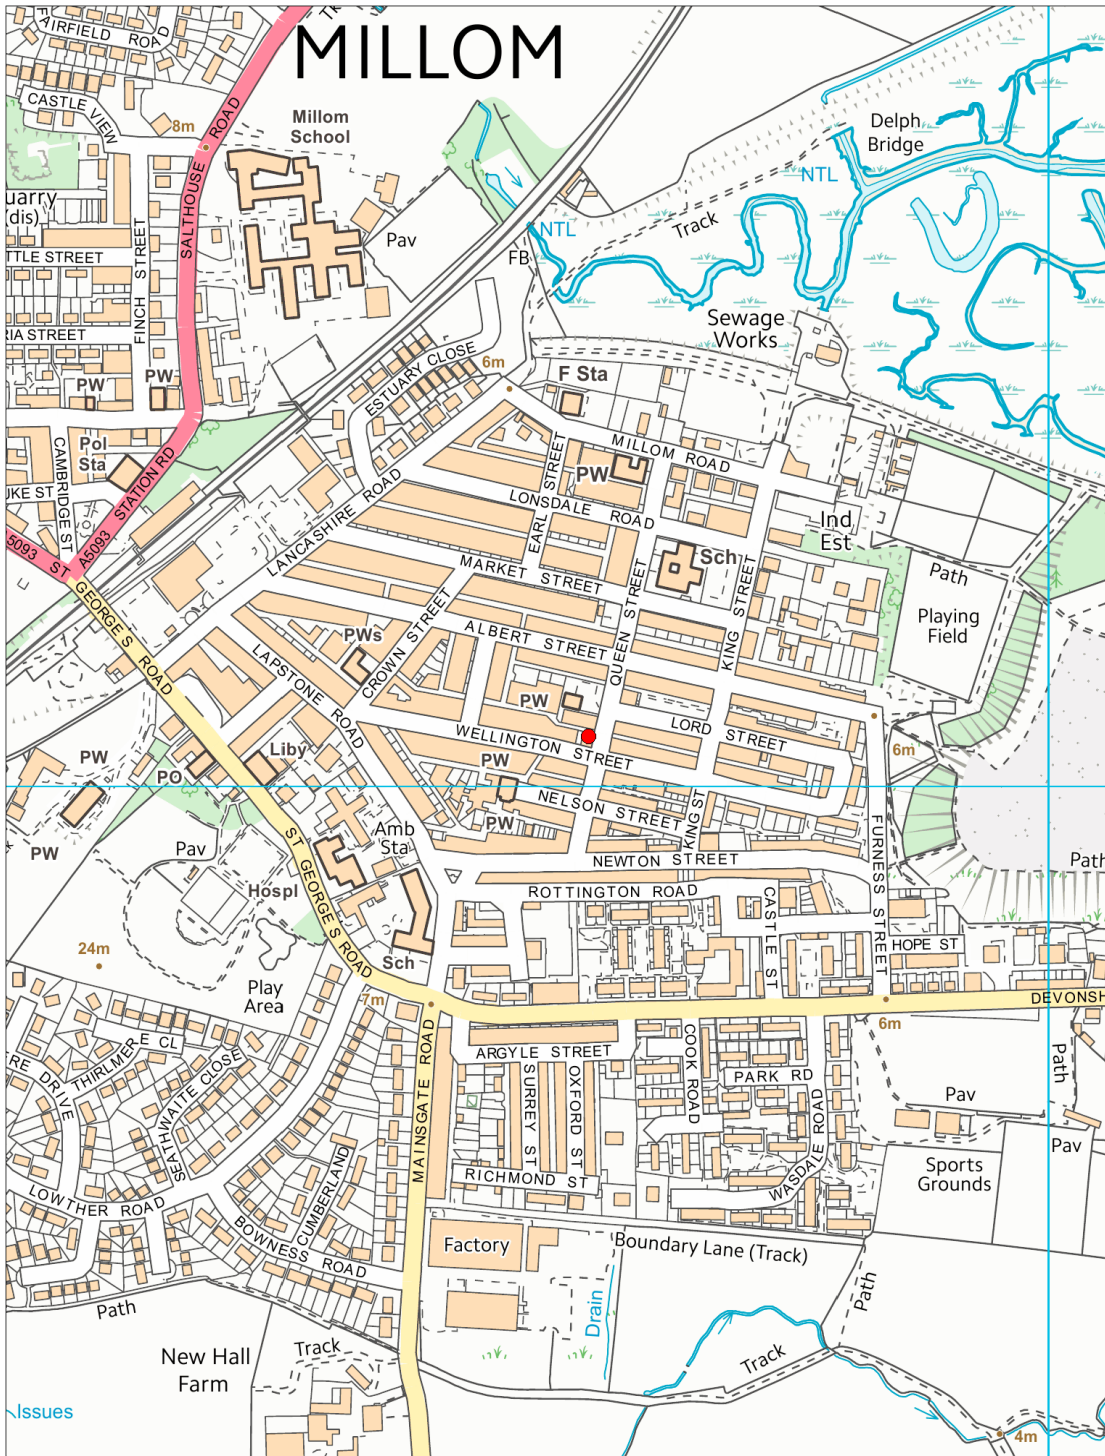 MILLOM
FAIRFIELD ROAD
CASTLE VIEW
8m
SALTHOUSE ROAD
Millom
School
Delph
Bridge
NTL
uarry
(dis)
Pav
Track
NTL
FB
TTLE STREET
FINCH STREET
RIA STREET
Sewage
Works
PW
PW
ESTUARY CLOSE
6m
F Sta
Pol
Sta
CAMBRIDGE ST
STATION RD
UKE ST
A5093
5093
ST
MILLOM ROAD
PW
EARL STREET
LONSDALE ROAD
LANCASHIRE ROAD
Ind
Est
Sch
MARKET STREET
Path
Playing
Field
QUEEN STREET
KING STREET
ST GEORGE'S ROAD
PWs
CROWN STREET
ALBERT STREET
LAPSTONE ROAD
PW
WELLINGTON STREET
LORD STREET
6m
PW
PO
Liby
PW
NELSON STREET
KING ST
PW
Amb
Sta
PW
Pav
ST GEORGE'S ROAD
NEWTON STREET
FURNESS STREET
Path
Hospl
ROTTINGTON ROAD
CASTLE ST
24m
Sch
HOPE ST
Play
Area
7m
6m
DEVONSH
THIRLMERE CL
ERE DRIVE
SEATHWAITE CLOSE
MAINSGATE ROAD
ARGYLE STREET
SURREY ST
OXFORD ST
COOK ROAD
PARK RD
WASDALE ROAD
Path
Pav
Pav
Sports
Grounds
LOWTHER ROAD
CUMBERLAND
BOWNESS ROAD
RICHMOND ST
Factory
Boundary Lane (Track)
Path
Path
Drain
New Hall
Farm
Track
Track
Issues
4m